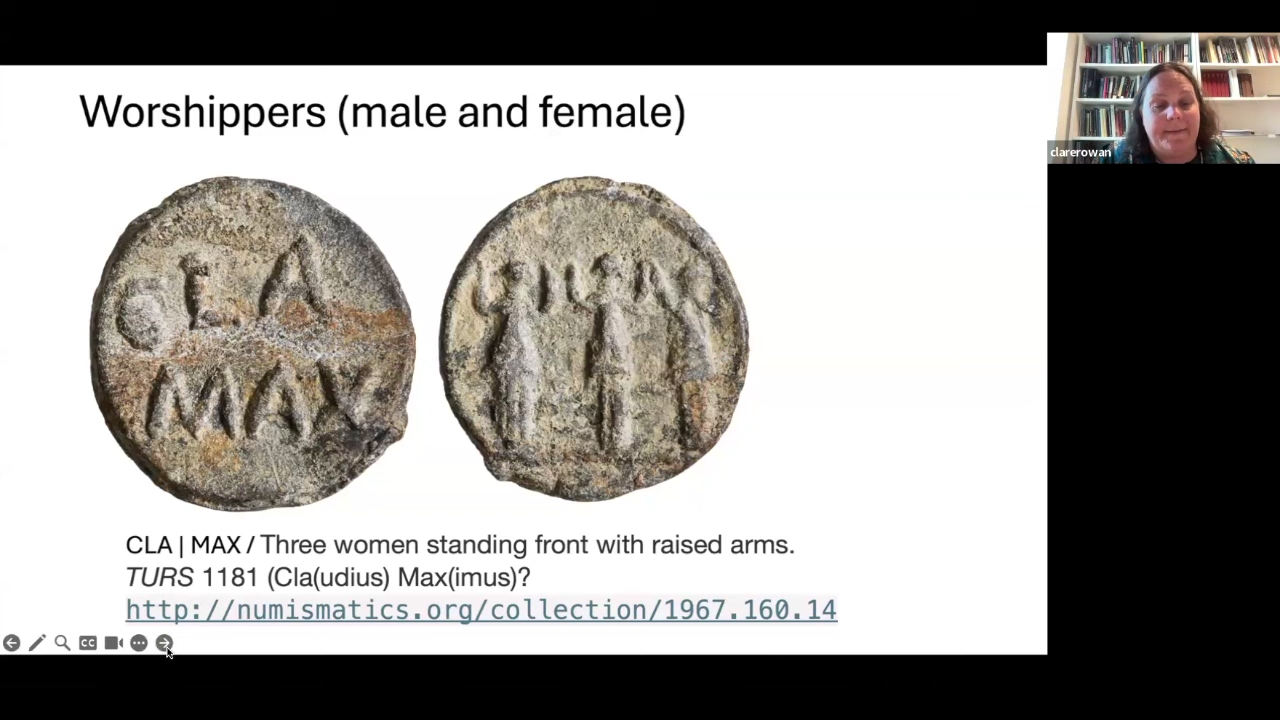 Worshippers (male and female)
clarerowan
CLA
MAX
CLA | MAX / Three women standing front with raised arms.
TURS 1181 (Cla(udius) Max(imus)?
http://numismatics.org/collection/1967.160.14
CC